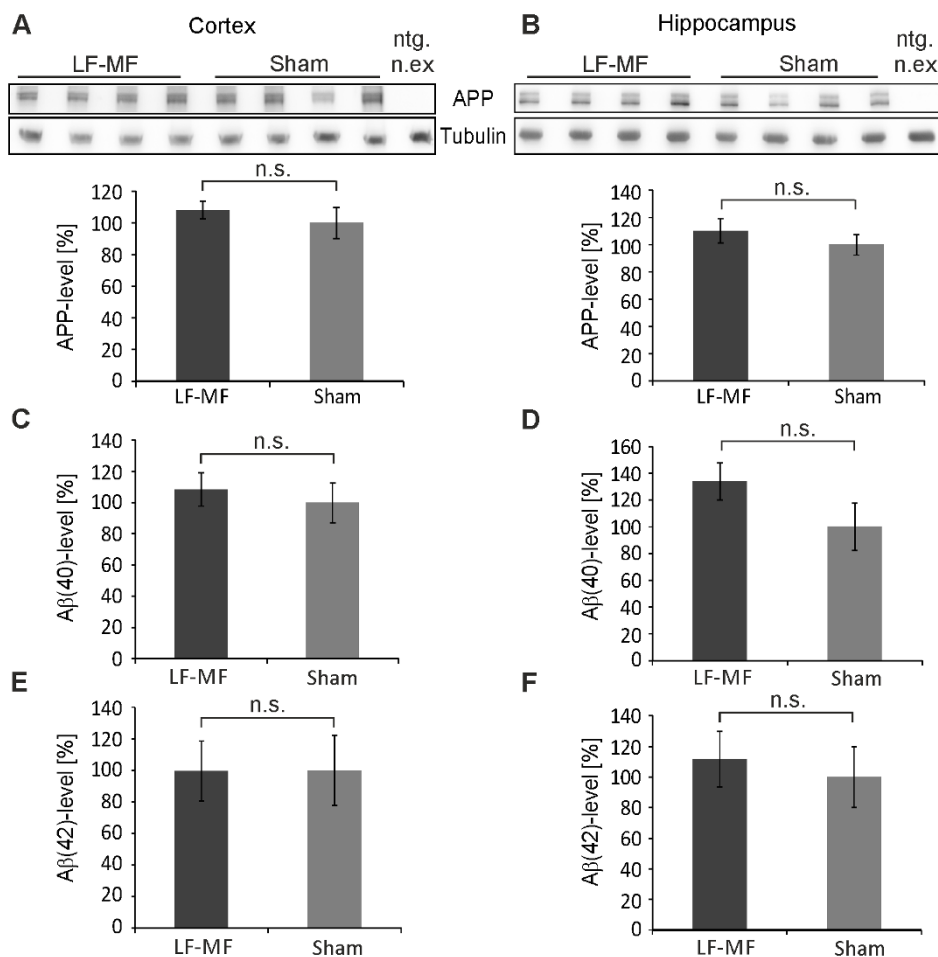 A Cortex ntg.
LF-MF Sham n.ex
APP
Tubulin
B Hippocampus ntg.
LF-MF Sham n.ex
n.s.
APP-level [%]
120
100
80
60
40
20
0
LF-MF Sham
n.s.
APP-level [%]
140
120
100
80
60
40
20
0
LF-MF Sham
C
n.s.
Aβ(40)-level [%]
140
120
100
80
60
40
20
0
LF-MF Sham
D
n.s.
Aβ(40)-level [%]
160
140
120
100
80
60
40
20
0
LF-MF Sham
E
n.s.
Aβ(42)-level [%]
140
120
100
80
60
40
20
0
LF-MF Sham
F
n.s.
Aβ(42)-level [%]
140
120
100
80
60
40
20
0
LF-MF Sham